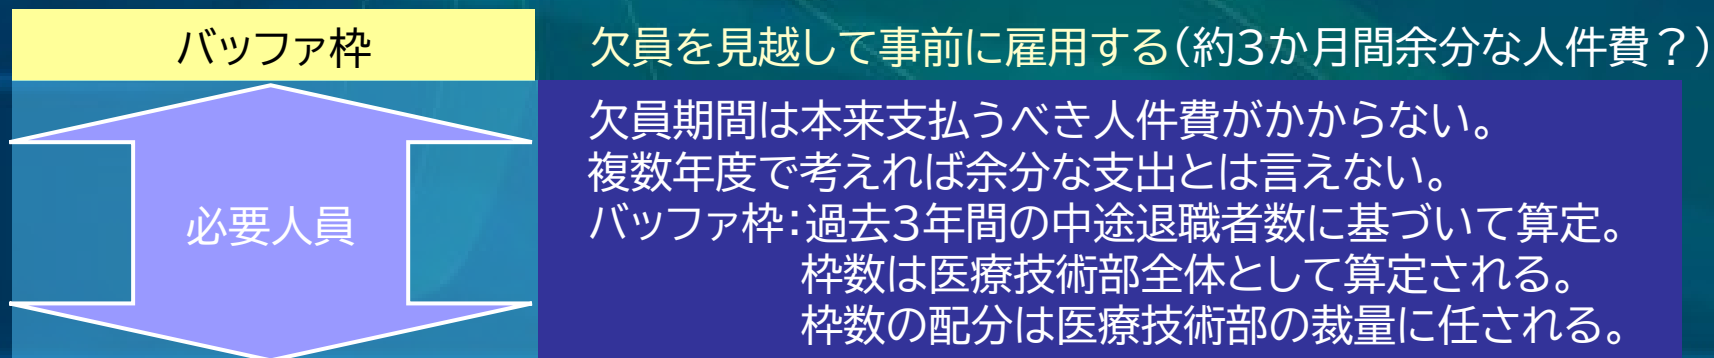 バッファ枠
欠員を見越して事前に雇用する(約3か月間余分な人件費?)
欠員期間は本来支払うべき人件費がかからない。
複数年度で考えれば余分な支出とは言えない。
バッファ枠:過去3年間の中途退職者数に基づいて算定。
枠数は医療技術部全体として算定される。
枠数の配分は医療技術部の裁量に任される。
必要人員